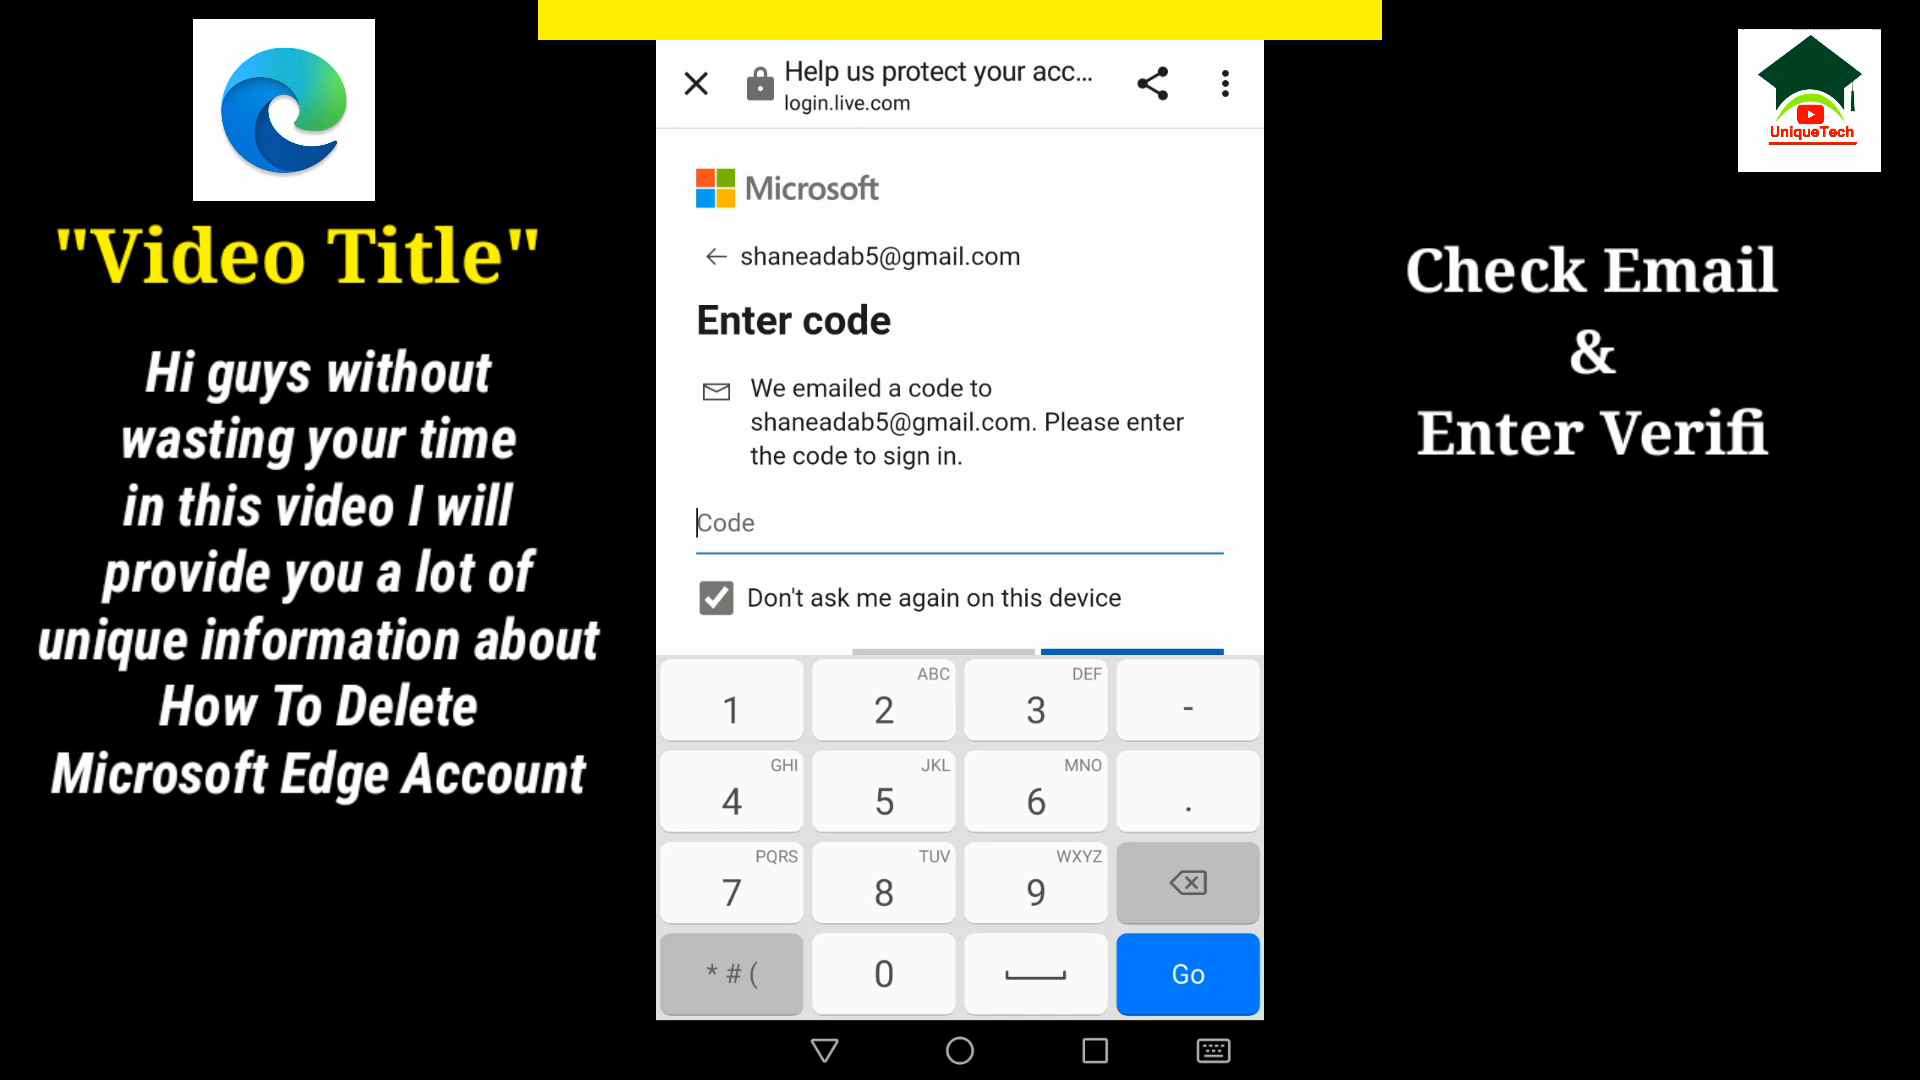 "Video Title"
Hi guys without
wasting your time
in this video I will
provide you a lot of
unique information about
How To Delete
Microsoft Edge Account
Help us protect your acc...
login.live.com
Microsoft
shaneadab5@gmail.com
Enter code
We emailed a code to
shaneadab5@gmail.com. Please enter
the code to sign in.
Code
Don't ask me again on this device
1
2 ABC
3 DEF
-
4 GHI
5 JKL
6 MNO
.
7 PQRS
8 TUV
9 WXYZ
* # (
0
Go
UniqueTech
Check Email
&
Enter Verifi